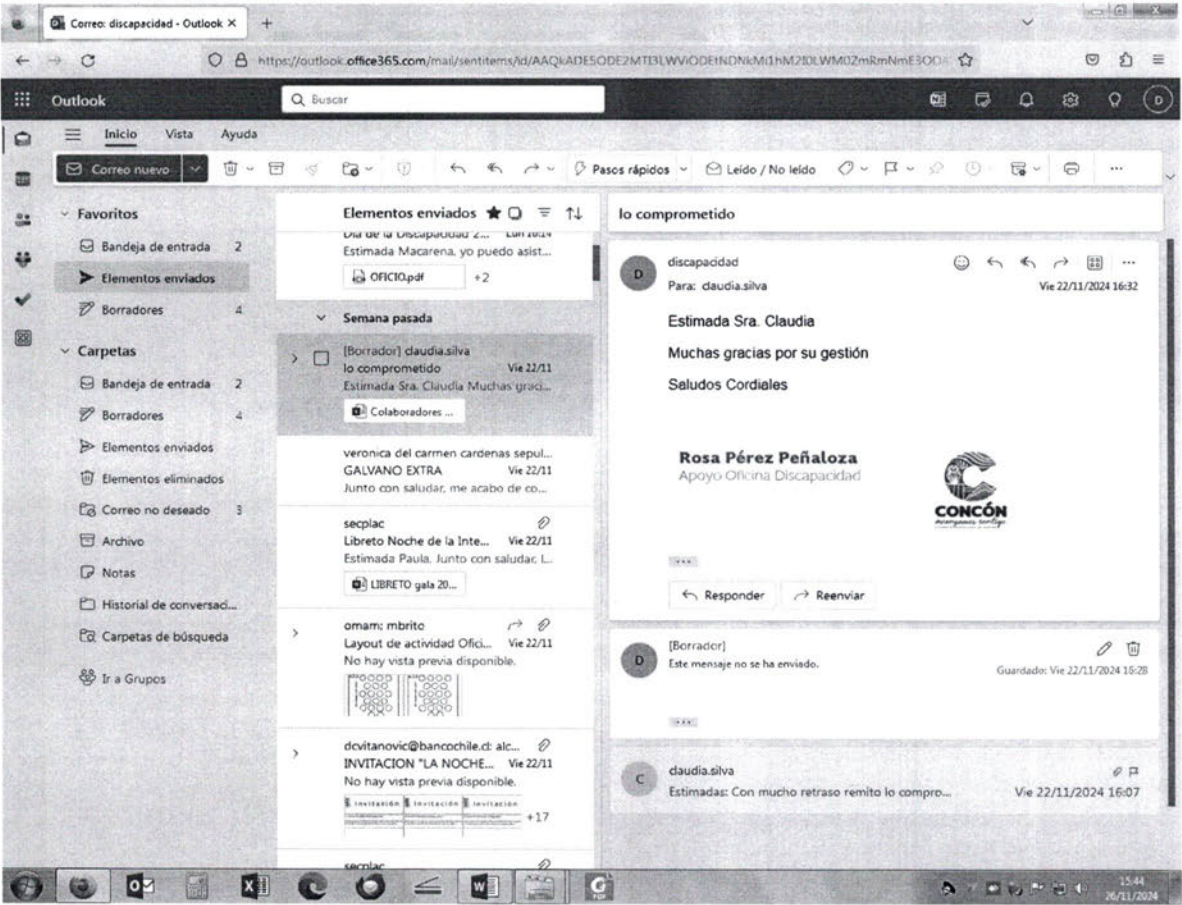 Correo: discapacidad - Outlook
Outlook
Buscar
Inicio Vista Ayuda
Correo nuevo
Pasos rápidos
Leído / No leído
Favoritos
Bandeja de entrada 2
Elementos enviados
Borradores 4
Carpetas
Bandeja de entrada 2
Borradores 4
Elementos enviados
Elementos eliminados
Correo no deseado 3
Archivo
Notas
Historial de conversaci...
Carpetas de búsqueda
Ir a Grupos
Elementos enviados
Estimada Macarena, yo puedo asist...
OFICIO.pdf +2
Semana pasada
[Borrador] claudia.silva
lo comprometido Vie 22/11
Estimada Sra. Claudia Muchas graci...
Colaboradores ...
veronica del carmen cardenas sepul...
GALVANO EXTRA Vie 22/11
Junto con saludar, me acabo de co...
secplac
Libreto Noche de la Inte... Vie 22/11
Estimada Paula, Junto con saludar, l...
LIBRETO gala 20...
omam; mbrito
Layout de actividad Ofici... Vie 22/11
No hay vista previa disponible.
dcvitanovic@bancochile.cl; alc...
INVITACION "LA NOCHE... Vie 22/11
No hay vista previa disponible.
Invitación Invitación Invitación
+17
secplac
lo comprometido
D
discapacidad
Para: claudia.silva
Vie 22/11/2024 16:32
Estimada Sra. Claudia
Muchas gracias por su gestión
Saludos Cordiales
Rosa Pérez Peñaloza
Apoyo Oficina Discapacidad
CONCÓN
Responder Reenviar
D
[Borrador]
Este mensaje no se ha enviado.
Guardado: Vie 22/11/2024 16:28
C
claudia.silva
Estimadas: Con mucho retraso remito lo compro...
Vie 22/11/2024 16:07
15:44
26/11/2024